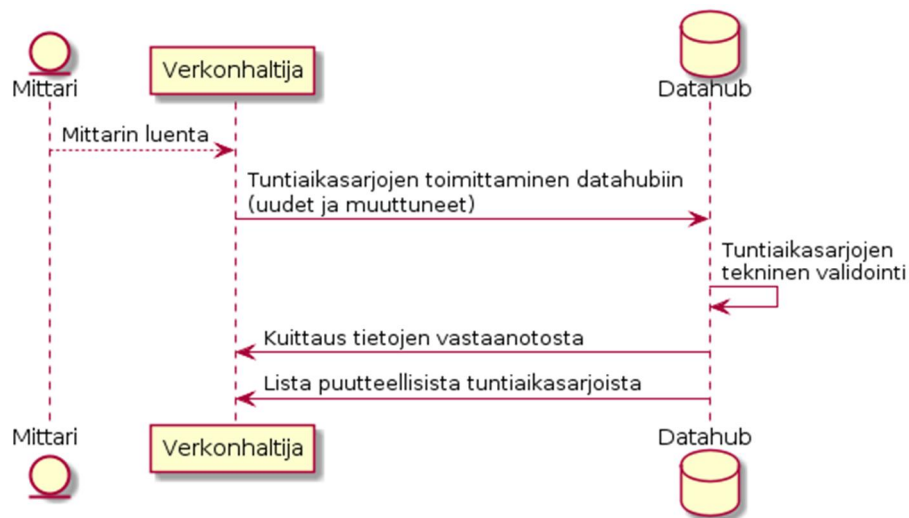 Mittari
Verkonhaltija
Datahub
Mittarin luenta
Tuntiaikasarjojen toimittaminen datahubiin
(uudet ja muuttuneet)
Tuntiaikasarjojen
tekninen validointi
Kuittaus tietojen vastaanotosta
Lista puutteellisista tuntiaikasarjoista
Mittari
Verkonhaltija
Datahub